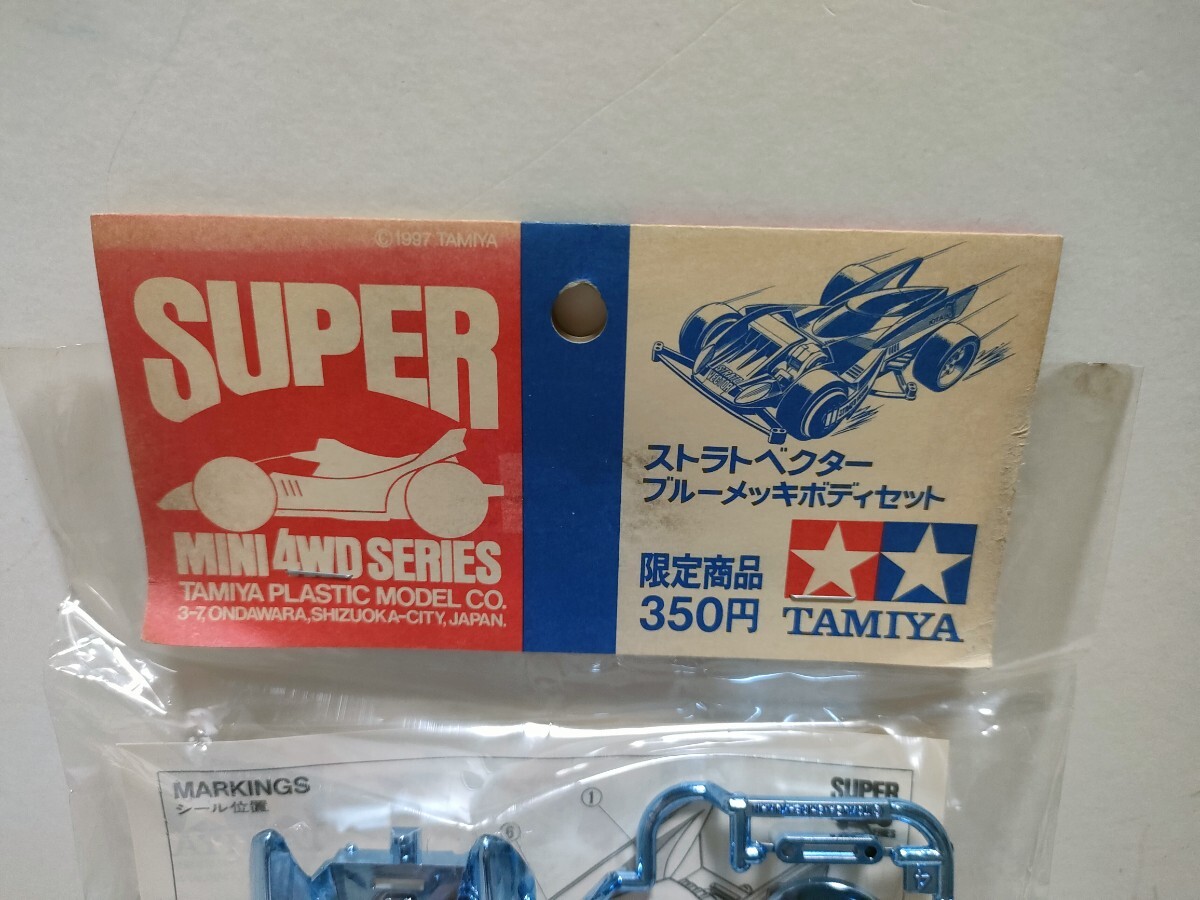 ©1997 TAMIYA
SUPER
MINI 4WD SERIES
TAMIYA PLASTIC MODEL CO.
3-7, ONDAWARA, SHIZUOKA-CITY, JAPAN.
ストラトベクター
ブルーメッキボディセット
限定商品
350円
TAMIYA
MARKINGS
シール位置
SUPER
①
⑥